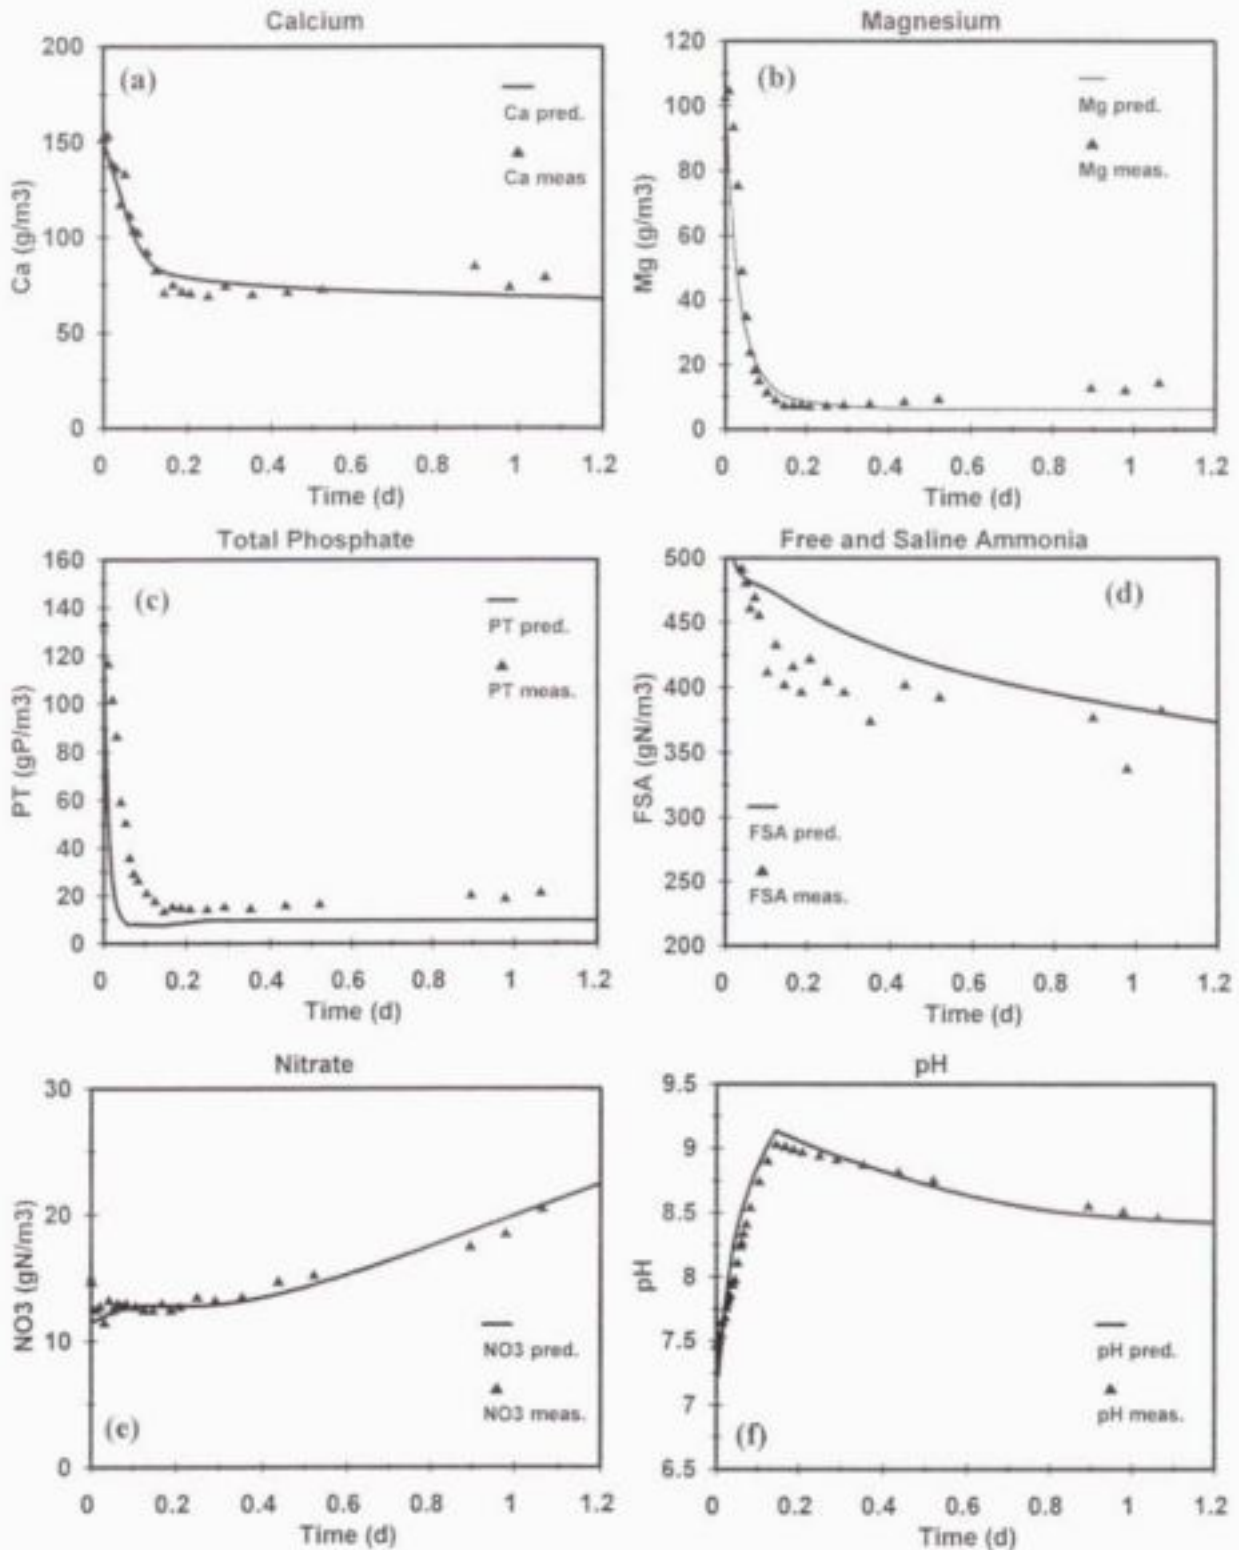 Calcium
200
150
100
50
0
Ca (g/m3)
(a)
Ca pred.
Ca meas
0 0.2 0.4 0.6 0.8 1 1.2
Time (d)
Magnesium
120
100
80
60
40
20
0
Mg (g/m3)
(b)
Mg pred.
Mg meas.
0 0.2 0.4 0.6 0.8 1 1.2
Time (d)
Total Phosphate
160
140
120
100
80
60
40
20
0
PT (gP/m3)
(c)
PT pred.
PT meas.
0 0.2 0.4 0.6 0.8 1 1.2
Time (d)
Free and Saline Ammonia
500
450
400
350
300
250
200
FSA (gN/m3)
(d)
FSA pred.
FSA meas.
0 0.2 0.4 0.6 0.8 1 1.2
Time (d)
Nitrate
30
20
10
0
NO3 (gN/m3)
NO3 pred.
NO3 meas.
(e)
0 0.2 0.4 0.6 0.8 1 1.2
Time (d)
pH
9.5
9
8.5
8
7.5
7
6.5
pH
pH pred.
pH meas.
(f)
0 0.2 0.4 0.6 0.8 1 1.2
Time (d)